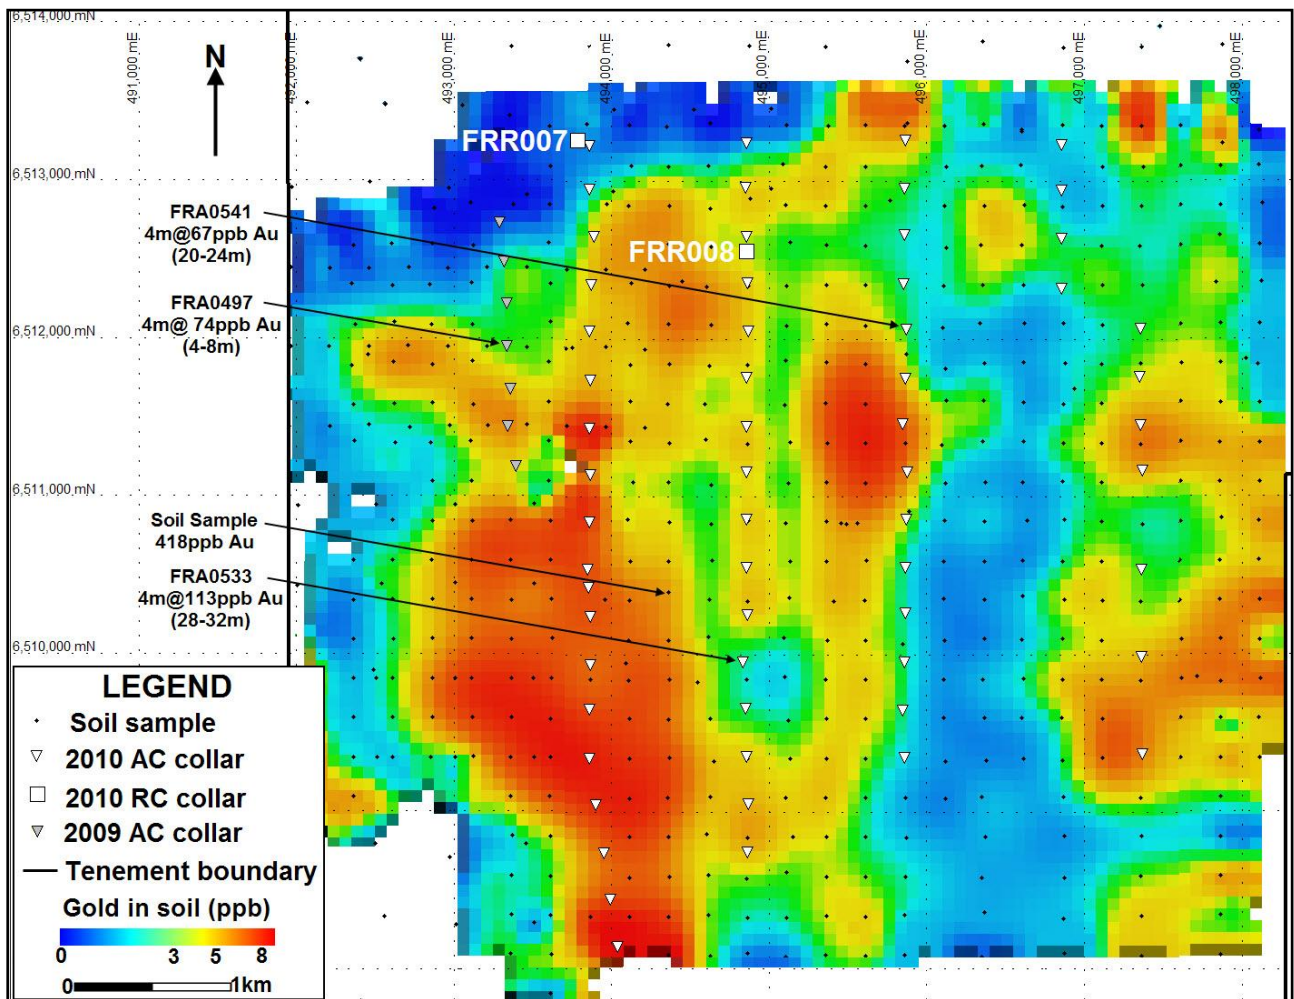 6,514,000 mN
491,000 mE
492,000 mE
493,000 mE
494,000 mE
495,000 mE
496,000 mE
497,000 mE
498,000 mE
N
FRR007
6,513,000 mN
FRA0541
4m@67ppb Au
(20-24m)
FRR008
FRA0497
4m@ 74ppb Au
(4-8m)
6,512,000 mN
6,511,000 mN
Soil Sample
418ppb Au
FRA0533
4m@113ppb Au
(28-32m)
6,510,000 mN
LEGEND
Soil sample
2010 AC collar
2010 RC collar
2009 AC collar
Tenement boundary
Gold in soil (ppb)
0 3 5 8
0 1km